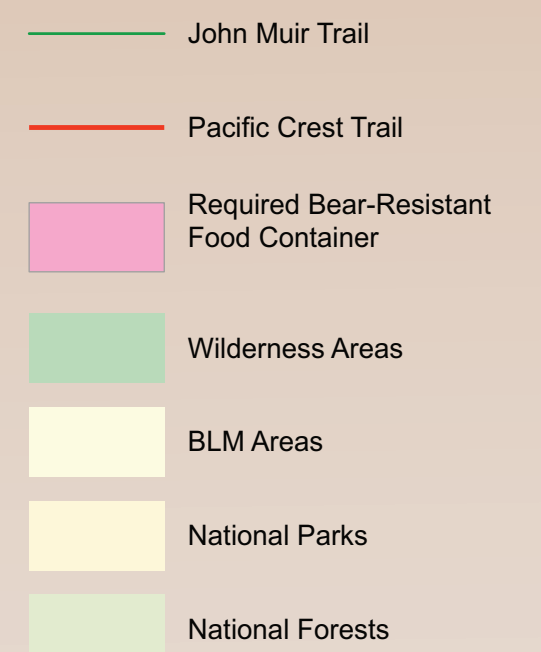 John Muir Trail
Pacific Crest Trail
Required Bear-Resistant
Food Container
Wilderness Areas
BLM Areas
National Parks
National Forests